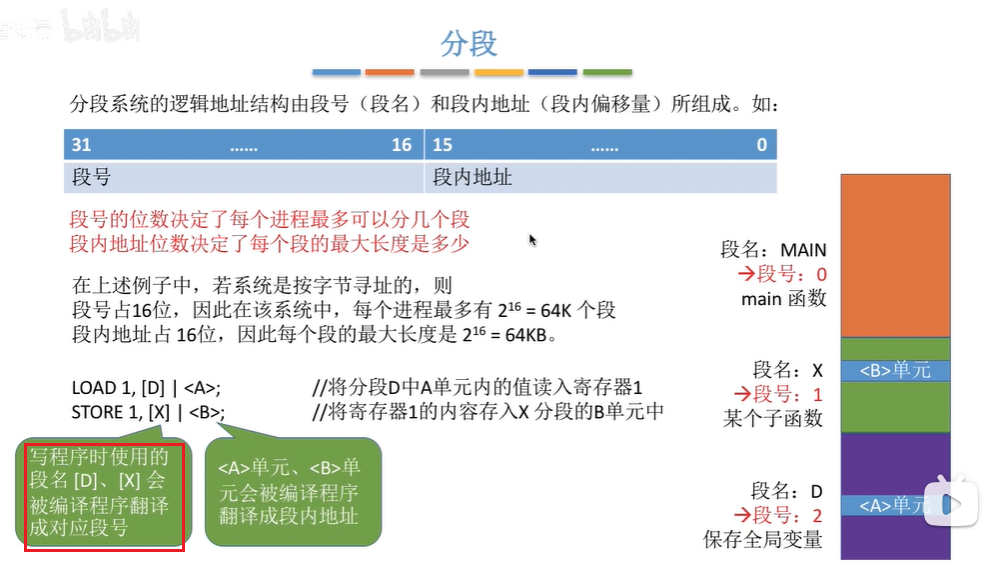 bilibili
分段
分段系统的逻辑地址结构由段号（段名）和段内地址（段内偏移量）所组成。如：
31 ...... 16 15 ...... 0
段号 段内地址
段号的位数决定了每个进程最多可以分几个段
段内地址位数决定了每个段的最大长度是多少
在上述例子中，若系统是按字节寻址的，则
段号占16位，因此在该系统中，每个进程最多有 2¹⁶ = 64K 个段
段内地址占 16位，因此每个段的最大长度是 2¹⁶ = 64KB。
LOAD 1, [D] | <A>; //将分段D中A单元内的值读入寄存器1
STORE 1, [X] | <B>; //将寄存器1的内容存入X 分段的B单元中
写程序时使用的
段名 [D]、[X] 会
被编译程序翻译
成对应段号
<A>单元、<B>单
元会被编译程序
翻译成段内地址
段名：MAIN
→段号：0
main 函数
段名：X
→段号：1
某个子函数
<B>单元
段名：D
→段号：2
保存全局变量
<A>单元